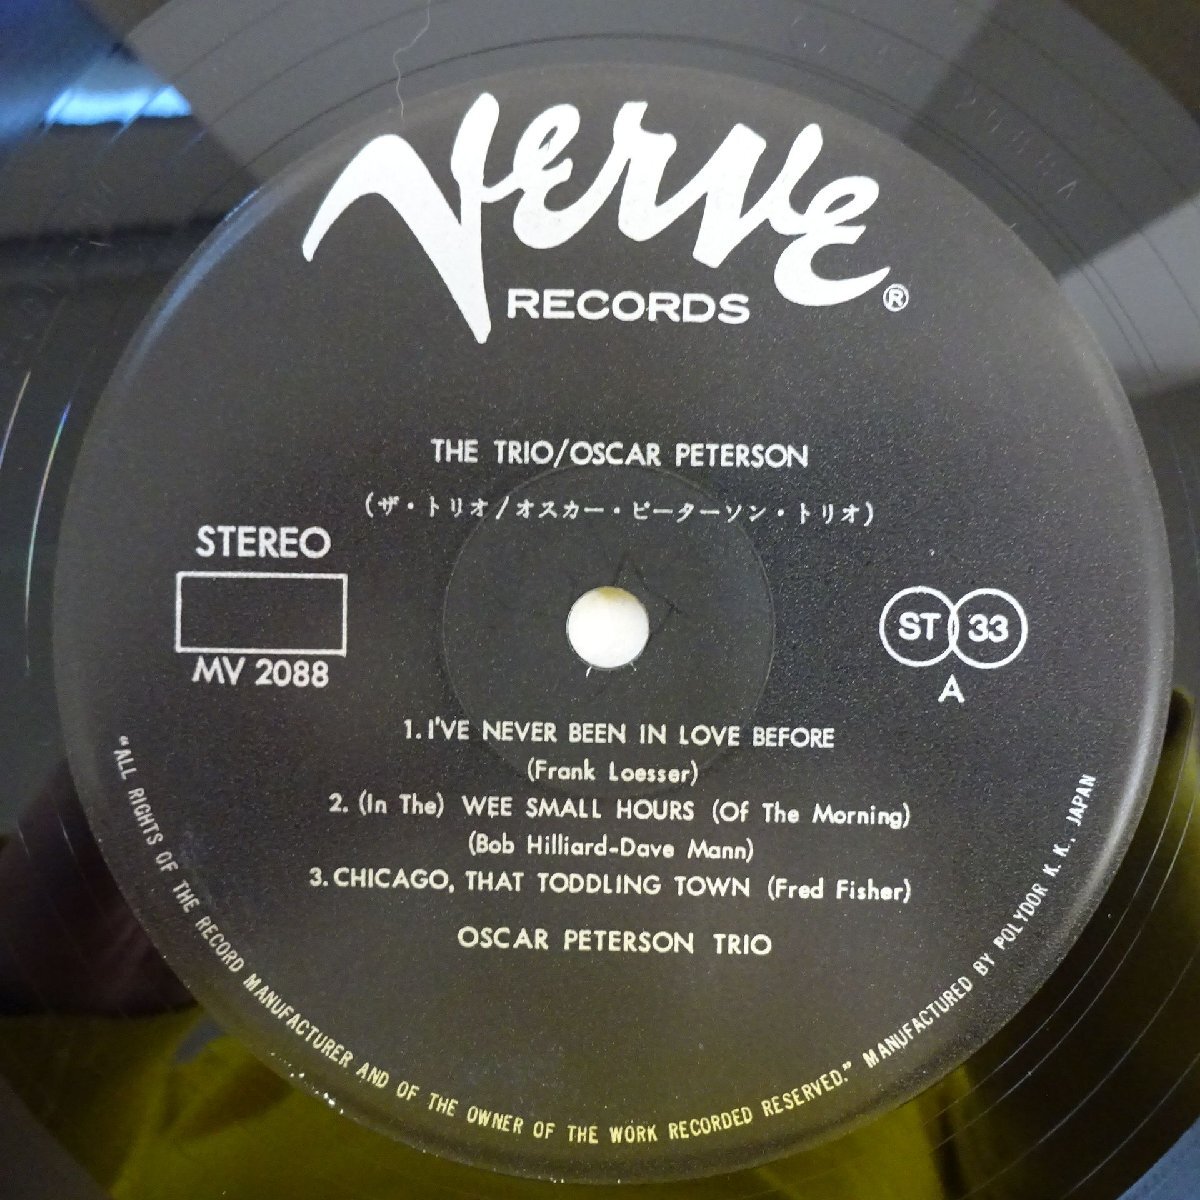 Verve
RECORDS ®
THE TRIO/OSCAR PETERSON
(ザ・トリオ/オスカー・ピーターソン・トリオ)
STEREO
MV 2088
ST 33
A
1. I'VE NEVER BEEN IN LOVE BEFORE
(Frank Loesser)
2. (In The) WEE SMALL HOURS (Of The Morning)
(Bob Hilliard-Dave Mann)
3. CHICAGO, THAT TODDLING TOWN (Fred Fisher)
OSCAR PETERSON TRIO
"ALL RIGHTS OF THE RECORD MANUFACTURER AND OF THE OWNER OF THE WORK RECORDED RESERVED." MANUFACTURED BY POLYDOR K. K., JAPAN